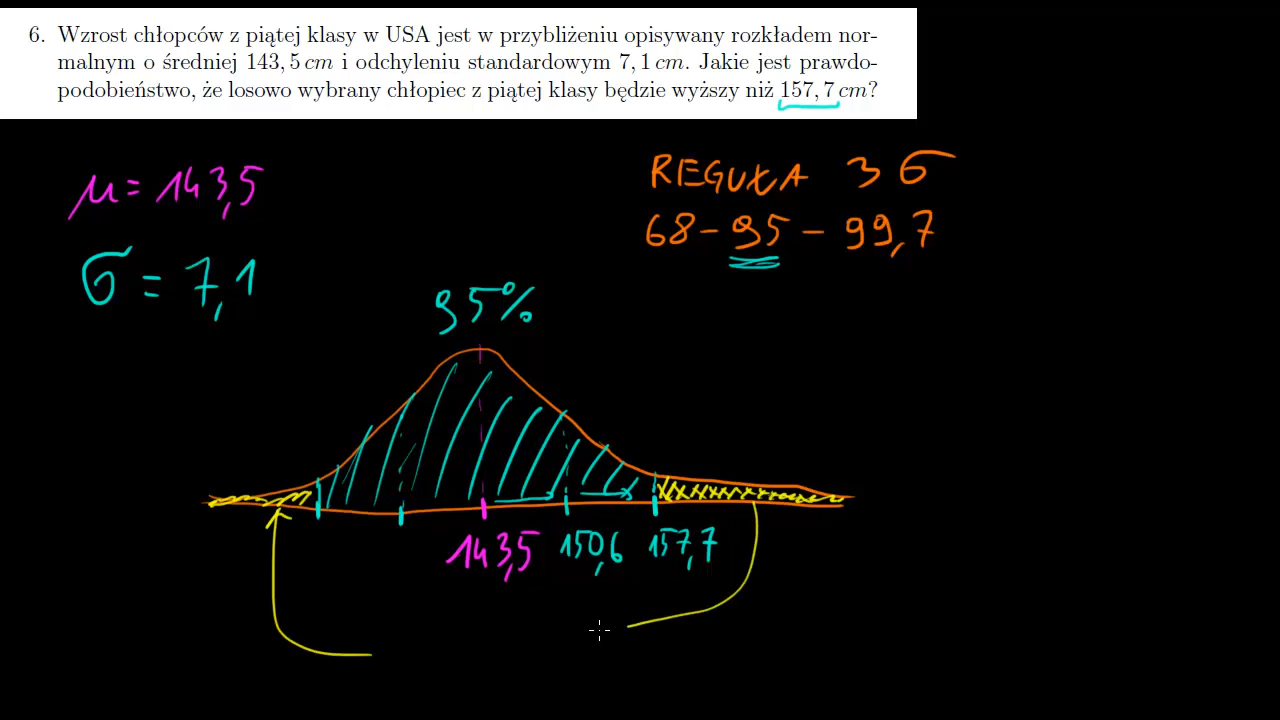 6. Wzrost chłopców z piątej klasy w USA jest w przybliżeniu opisywany rozkładem nor-
malnym o średniej 143,5 cm i odchyleniu standardowym 7,1 cm. Jakie jest prawdo-
podobieństwo, że losowo wybrany chłopiec z piątej klasy będzie wyższy niż 157,7 cm?
μ = 143,5
REGUŁA 3σ
68 - 95 - 99,7
σ = 7,1
95%
143,5 150,6 157,7